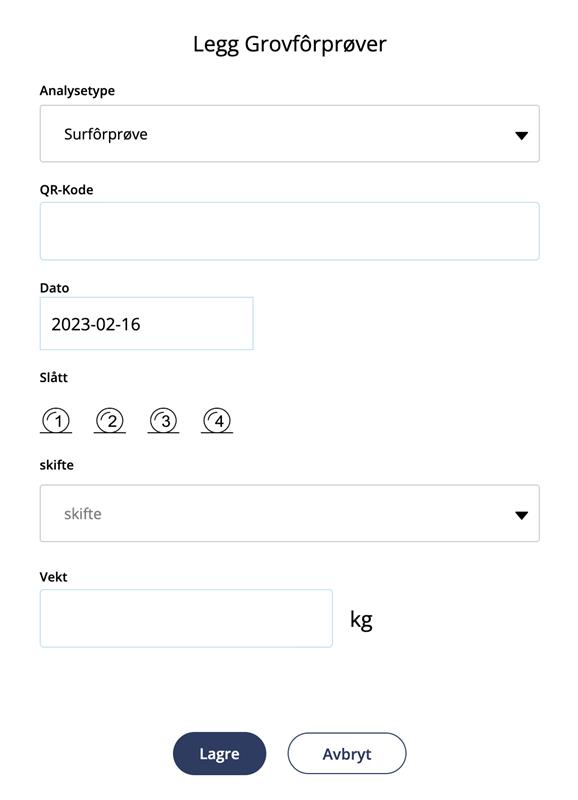 Legg Grovfôrprøver
Analysetype
Surfôrprøve
QR-Kode
Dato
2023-02-16
Slått
1 2 3 4
skifte
skifte
Vekt
kg
Lagre Avbryt